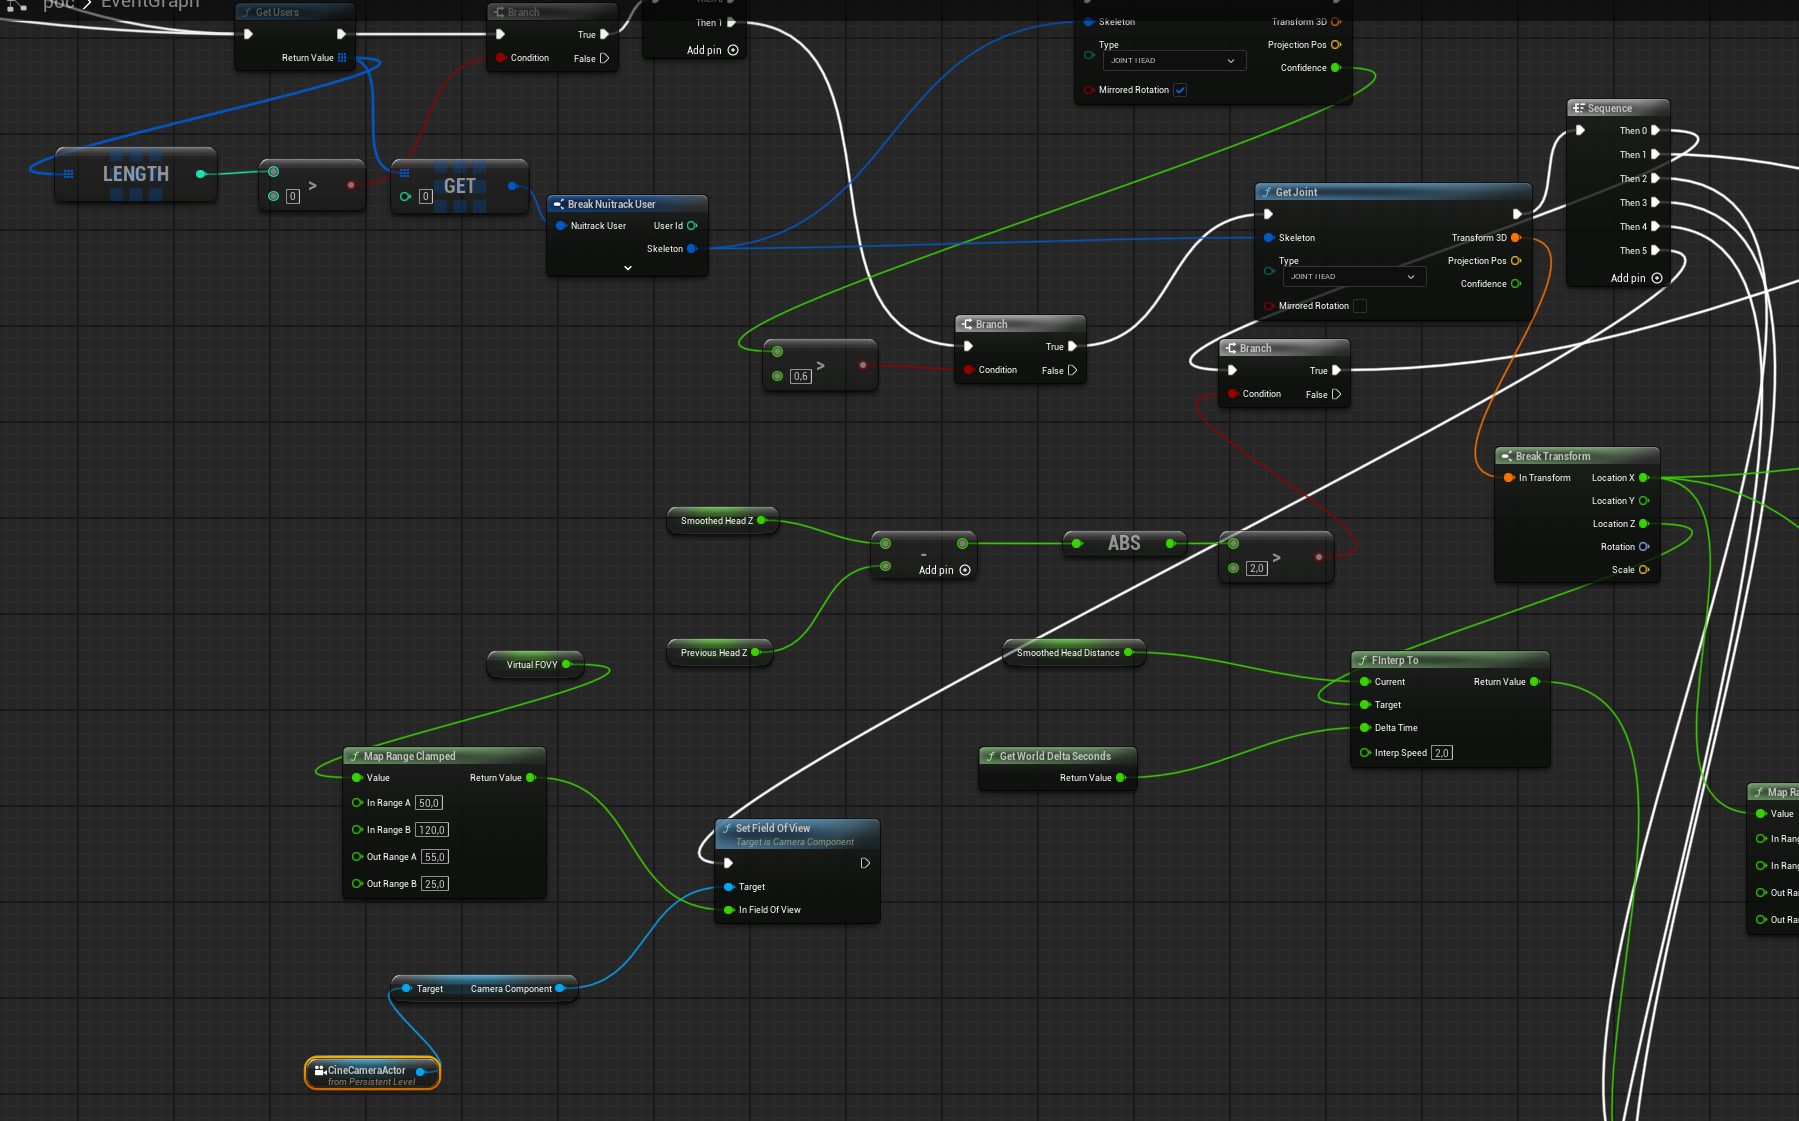 poc > EventGraph
Get Users
Return Value
Branch
True
Condition
False
Then 1
Add pin
Skeleton
Transform 3D
Type
Projection Pos
JOINT HEAD
Confidence
Mirrored Rotation
LENGTH
>
0
GET
0
Break Nuitrack User
Nuitrack User
User Id
Skeleton
Sequence
Then 0
Then 1
Then 2
Then 3
Then 4
Then 5
Add pin
Get Joint
Skeleton
Transform 3D
Type
Projection Pos
JOINT HEAD
Confidence
Mirrored Rotation
>
0,6
Branch
True
Condition
False
Branch
True
Condition
False
Break Transform
In Transform
Location X
Location Y
Location Z
Rotation
Scale
Smoothed Head Z
-
Add pin
ABS
>
2,0
Previous Head Z
Virtual FOVY
Smoothed Head Distance
FInterp To
Current
Return Value
Target
Delta Time
Interp Speed 2,0
Map Range Clamped
Value
Return Value
In Range A 50,0
In Range B 120,0
Out Range A 55,0
Out Range B 25,0
Get World Delta Seconds
Return Value
Set Field Of View
Target is Camera Component
Target
In Field Of View
Map Ra
Value
In Rang
In Rang
Out Ra
Out Ra
Target
Camera Component
CineCameraActor
from Persistent Level